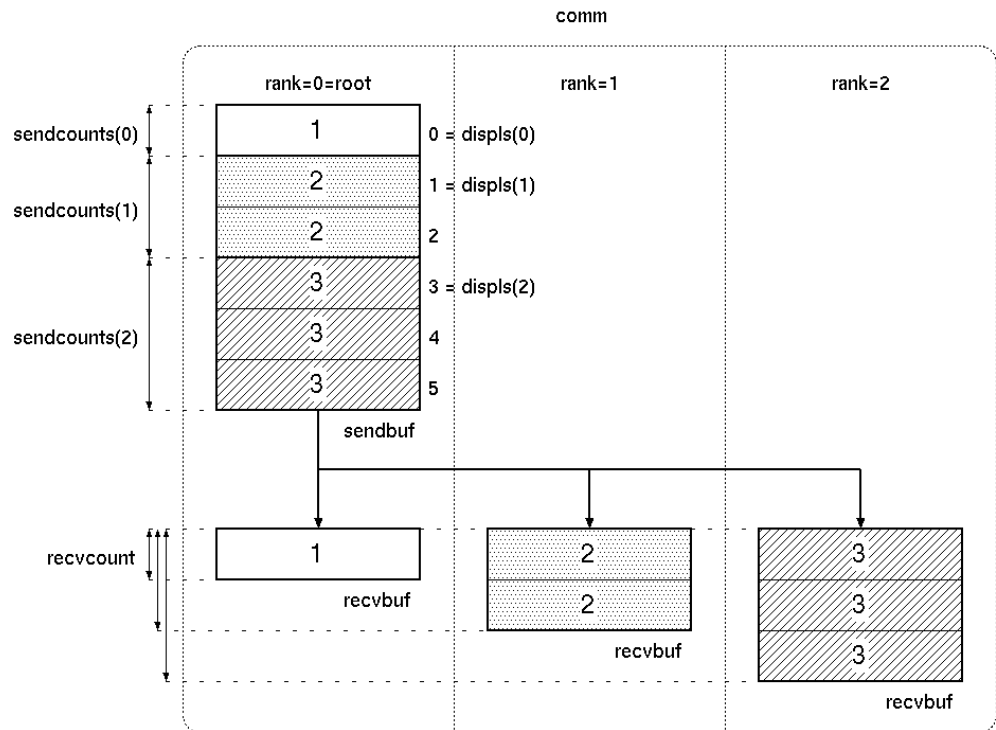 comm
rank=0=root rank=1 rank=2
sendcounts(0) 1 0 = displs(0)
2 1 = displs(1)
sendcounts(1)
2 2
3 3 = displs(2)
sendcounts(2) 3 4
3 5
sendbuf
recvcount 1 2 3
recvbuf 2 3
recvbuf 3
recvbuf